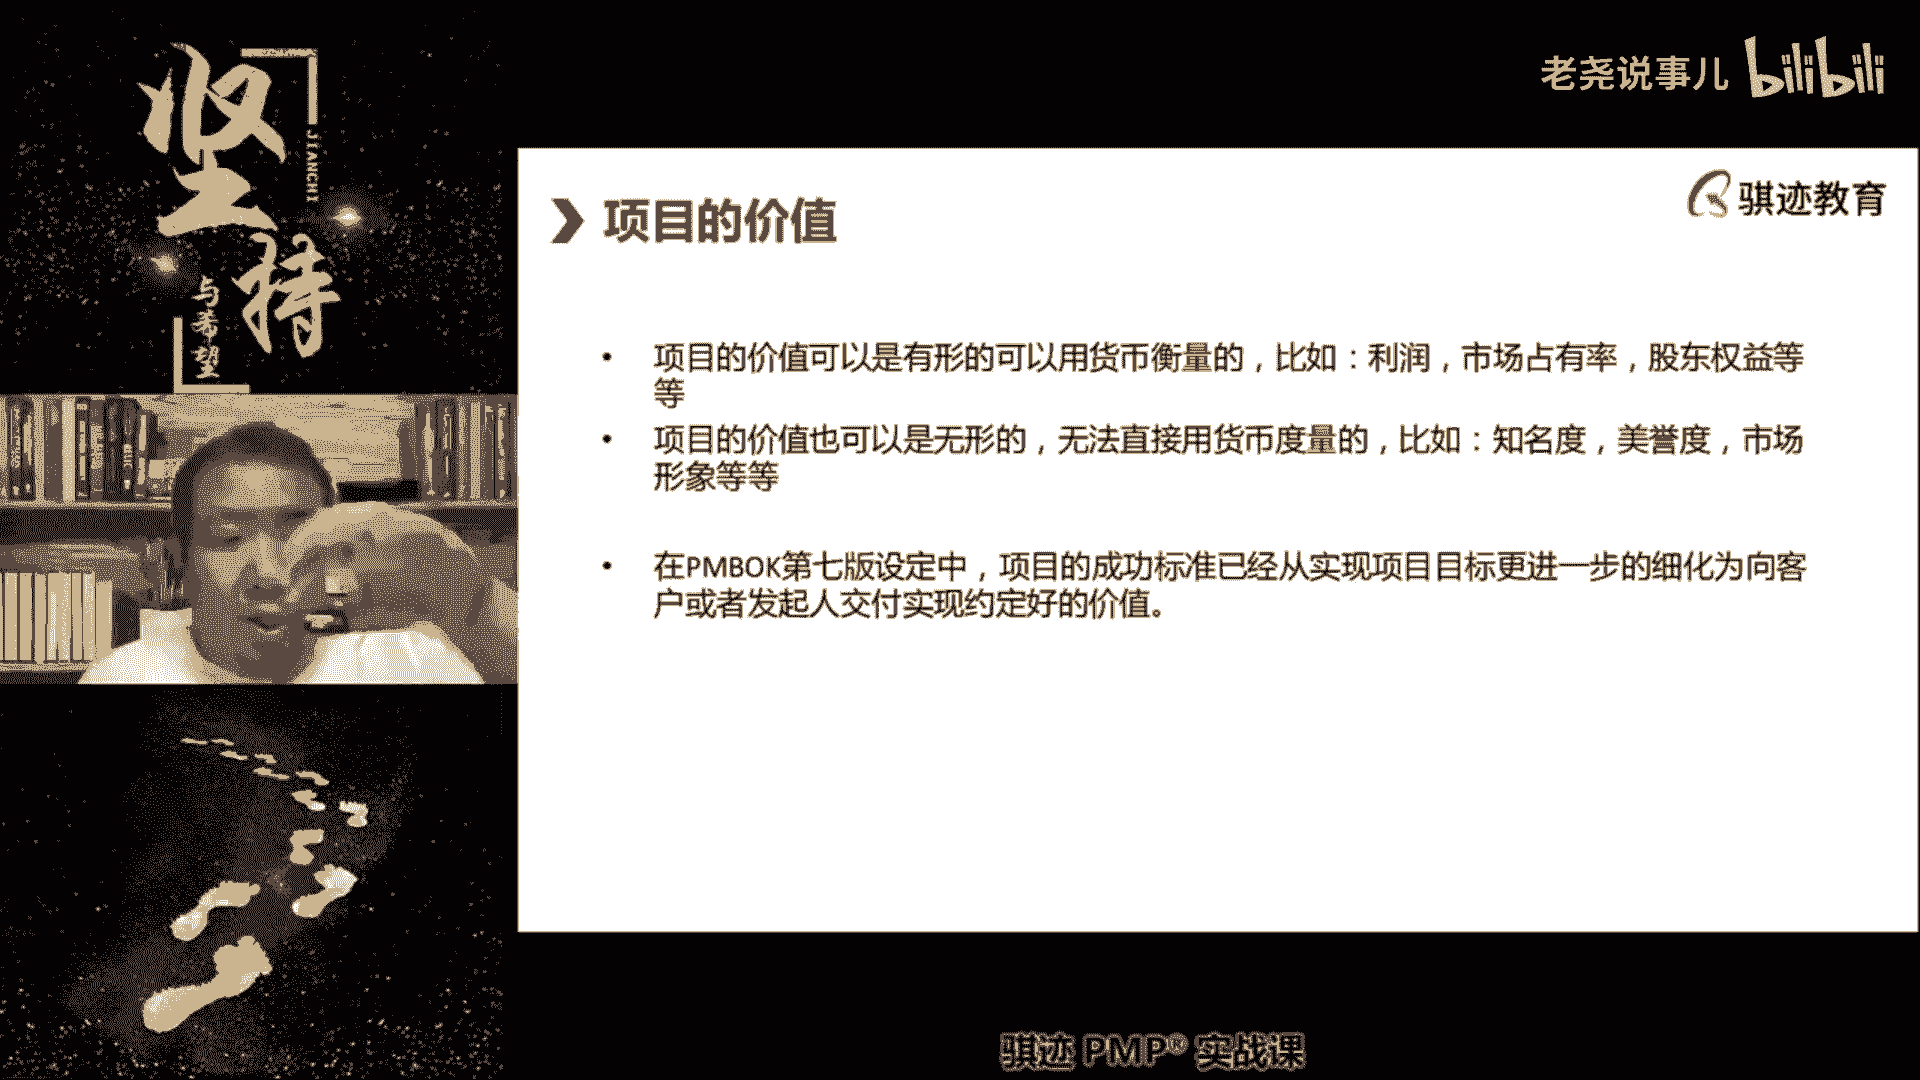 坚持
JIANCHI
与希望
老尧说事儿 bilibili
骐迹教育
项目的价值
• 项目的价值可以是有形的可以用货币衡量的，比如：利润，市场占有率，股东权益等
等
• 项目的价值也可以是无形的，无法直接用货币度量的，比如：知名度，美誉度，市场
形象等等
• 在PMBOK第七版设定中，项目的成功标准已经从实现项目目标更进一步的细化为向客
户或者发起人交付实现约定好的价值。
骐迹 PMP® 实战课